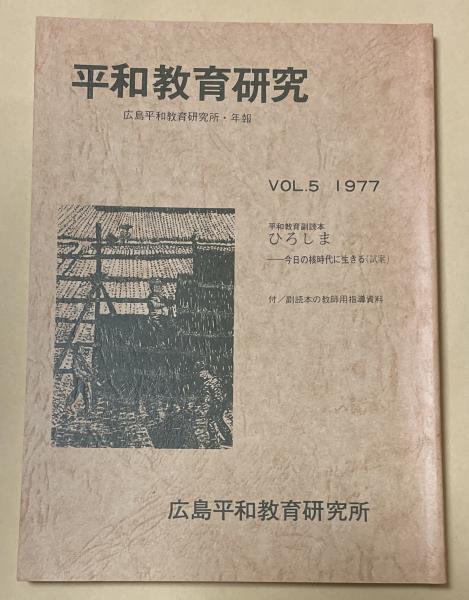 平和教育研究
広島平和教育研究所・年報
VOL.5 1977
平和教育副読本
ひろしま
──今日の核時代に生きる(試案)
付/副読本の教師用指導資料
広島平和教育研究所